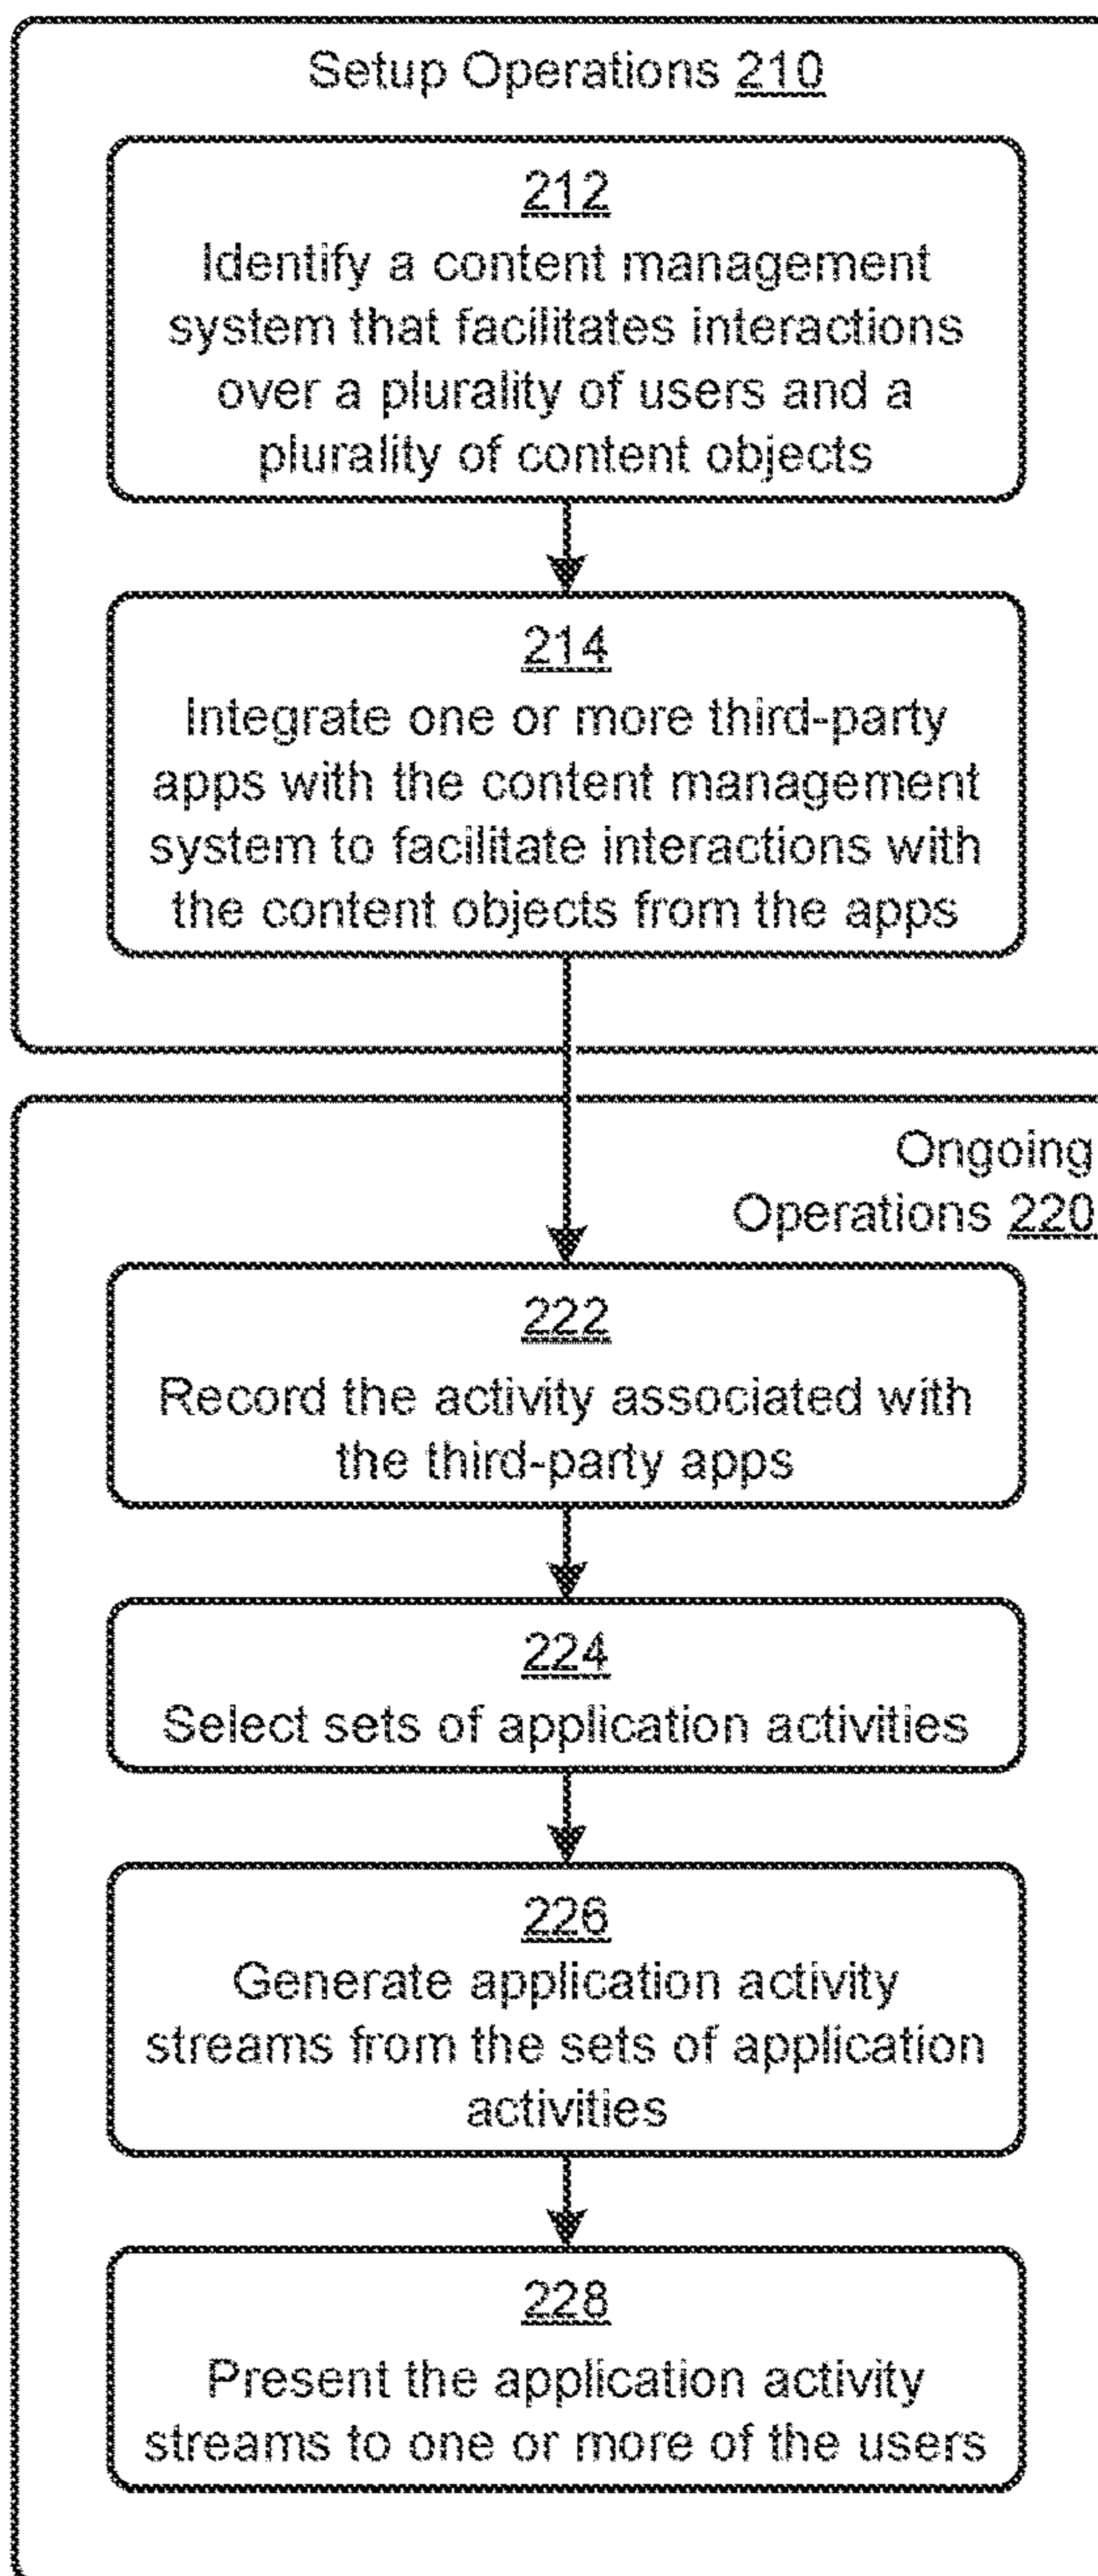 Setup Operations 210
212
Identify a content management
system that facilitates interactions
over a plurality of users and a
plurality of content objects
214
Integrate one or more third-party
apps with the content management
system to facilitate interactions with
the content objects from the apps
Ongoing
Operations 220
222
Record the activity associated with
the third-party apps
224
Select sets of application activities
226
Generate application activity
streams from the sets of application
activities
228
Present the application activity
streams to one or more of the users